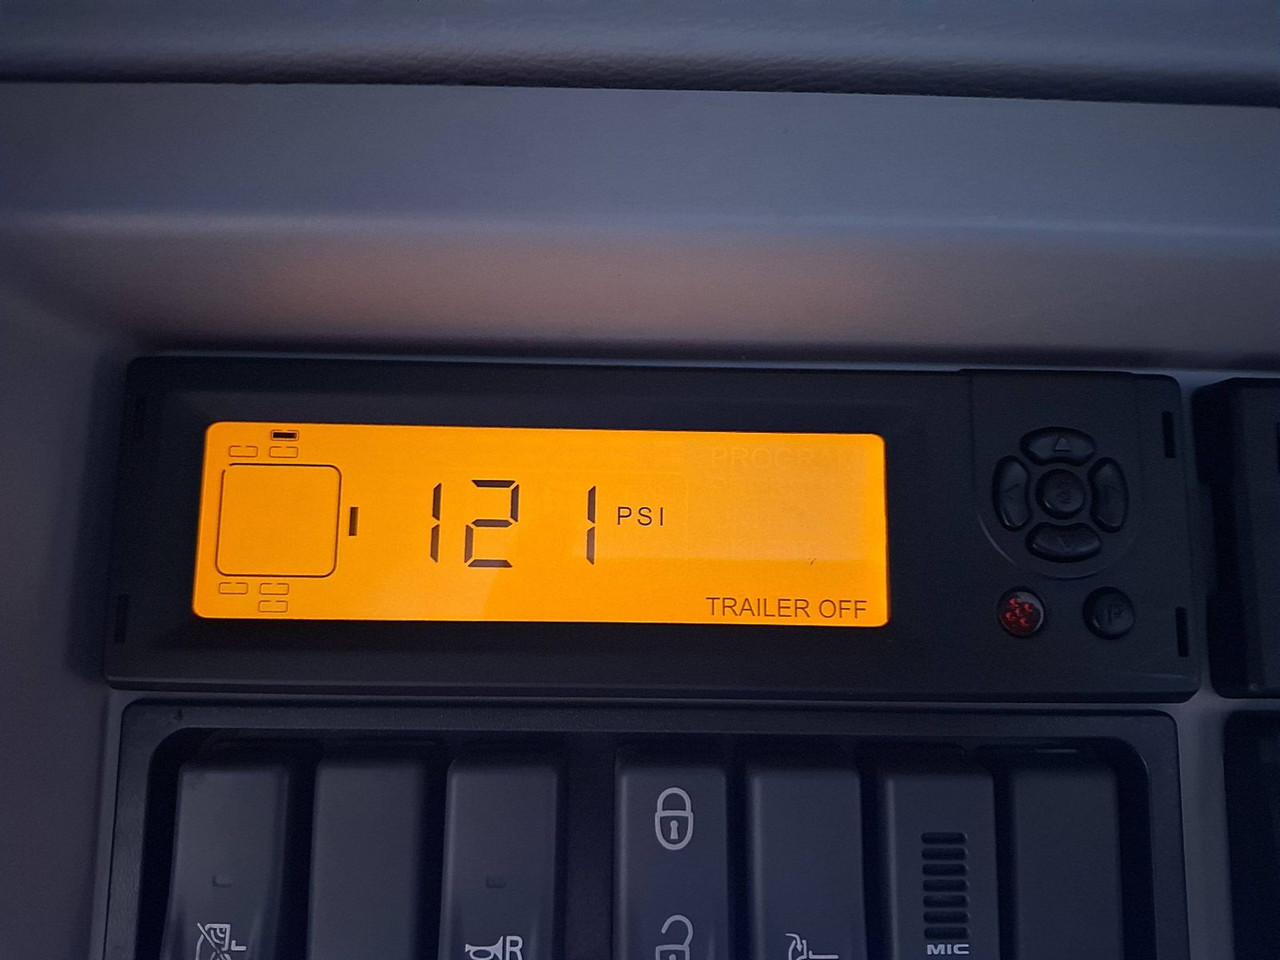 121 PSI
TRAILER OFF
R
MIC